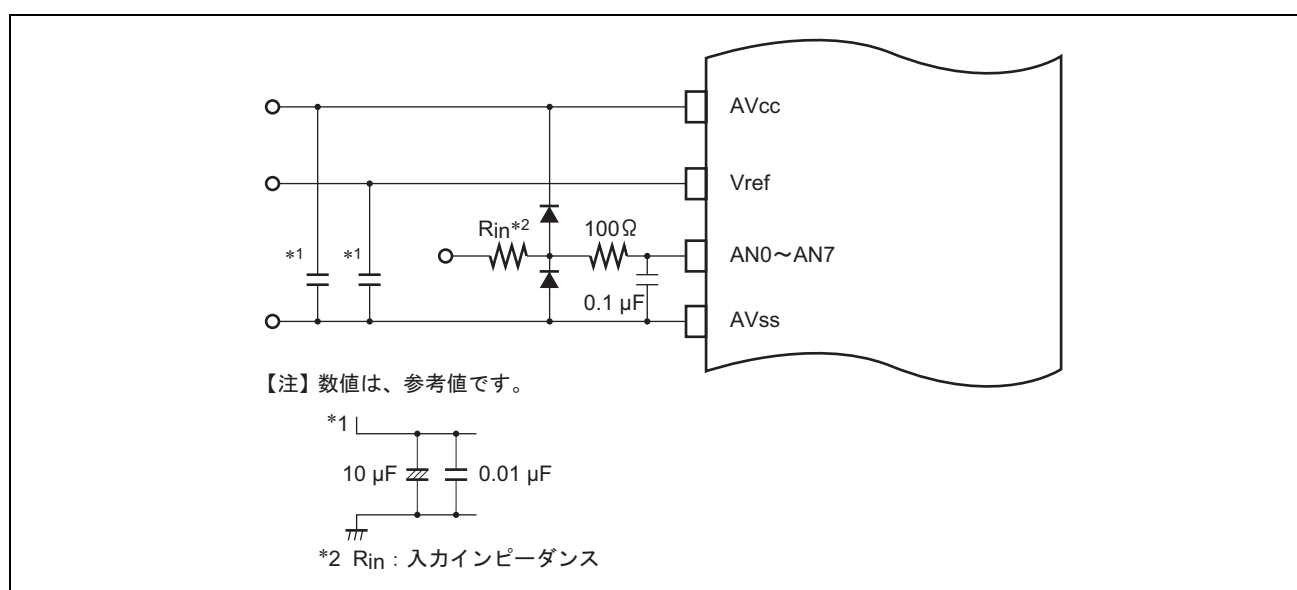 AVcc
Vref
Rin*2
100Ω
*1
*1
AN0～AN7
0.1 µF
AVss
【注】数値は、参考値です。
*1
10 µF
0.01 µF
*2 Rin：入力インピーダンス